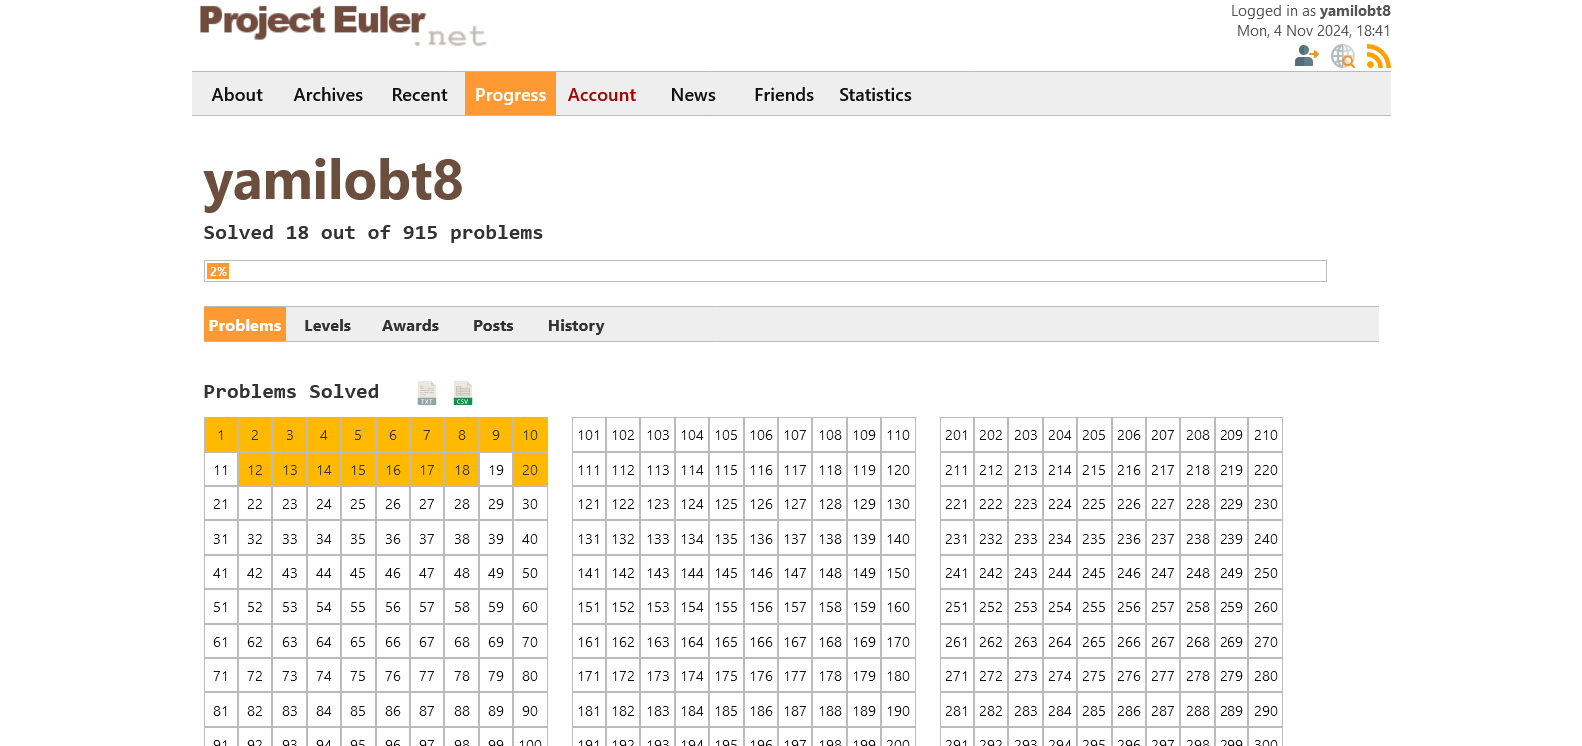 Project Euler
.net
Logged in as yamilobt8
Mon, 4 Nov 2024, 18:41
About Archives Recent Progress Account News Friends Statistics
yamilobt8
Solved 18 out of 915 problems
2%
Problems Levels Awards Posts History
Problems Solved TXT CSV
1 2 3 4 5 6 7 8 9 10 101 102 103 104 105 106 107 108 109 110 201 202 203 204 205 206 207 208 209 210
11 12 13 14 15 16 17 18 19 20 111 112 113 114 115 116 117 118 119 120 211 212 213 214 215 216 217 218 219 220
21 22 23 24 25 26 27 28 29 30 121 122 123 124 125 126 127 128 129 130 221 222 223 224 225 226 227 228 229 230
31 32 33 34 35 36 37 38 39 40 131 132 133 134 135 136 137 138 139 140 231 232 233 234 235 236 237 238 239 240
41 42 43 44 45 46 47 48 49 50 141 142 143 144 145 146 147 148 149 150 241 242 243 244 245 246 247 248 249 250
51 52 53 54 55 56 57 58 59 60 151 152 153 154 155 156 157 158 159 160 251 252 253 254 255 256 257 258 259 260
61 62 63 64 65 66 67 68 69 70 161 162 163 164 165 166 167 168 169 170 261 262 263 264 265 266 267 268 269 270
71 72 73 74 75 76 77 78 79 80 171 172 173 174 175 176 177 178 179 180 271 272 273 274 275 276 277 278 279 280
81 82 83 84 85 86 87 88 89 90 181 182 183 184 185 186 187 188 189 190 281 282 283 284 285 286 287 288 289 290
91 92 93 94 95 96 97 98 99 100 191 192 193 194 195 196 197 198 199 200 291 292 293 294 295 296 297 298 299 300